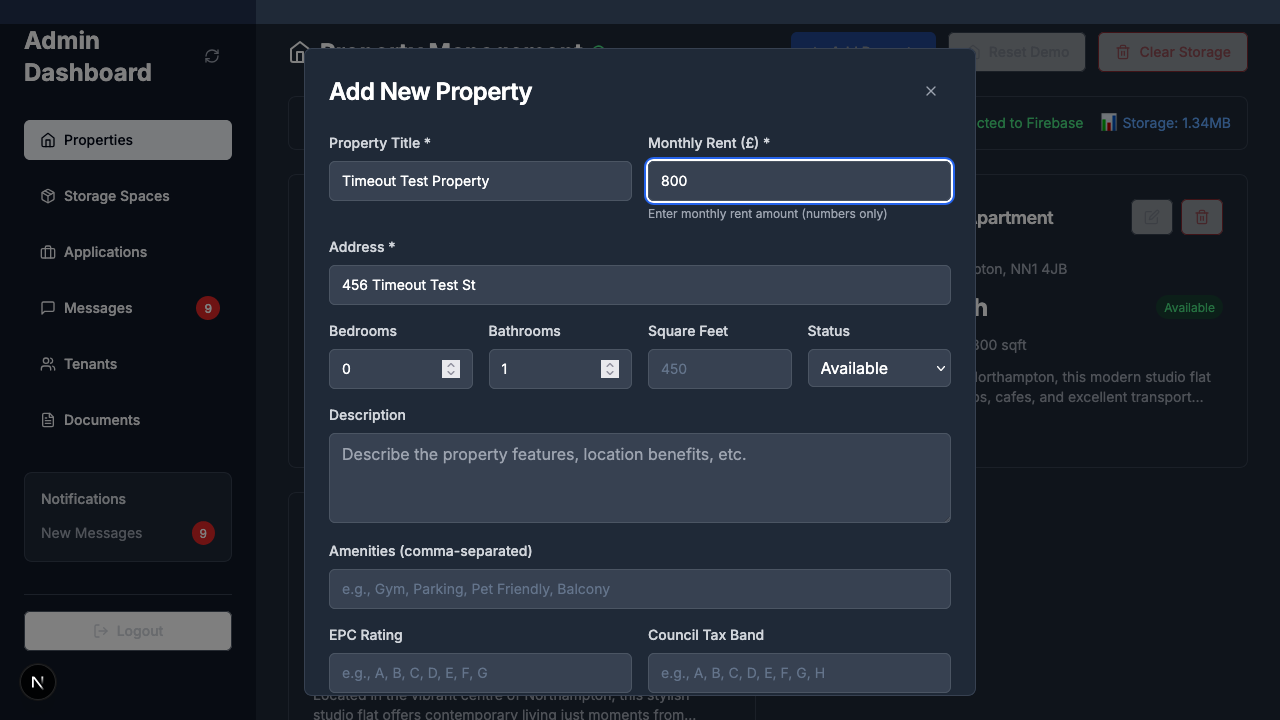 Admin
Dashboard
Properties
Storage Spaces
Applications
Messages
9
Tenants
Documents
Notifications
New Messages
9
Logout
N
Property Management
Reset Demo
Clear Storage
cted to Firebase
Storage: 1.34MB
partment
pton, NN1 4JB
h
Available
800 sqft
Northampton, this modern studio flat
ps, cafes, and excellent transport...
Add New Property
Property Title *
Timeout Test Property
Monthly Rent (£) *
800
Enter monthly rent amount (numbers only)
Address *
456 Timeout Test St
Bedrooms
0
Bathrooms
1
Square Feet
450
Status
Available
Description
Describe the property features, location benefits, etc.
Amenities (comma-separated)
e.g., Gym, Parking, Pet Friendly, Balcony
EPC Rating
e.g., A, B, C, D, E, F, G
Council Tax Band
e.g., A, B, C, D, E, F, G, H
Located in the vibrant centre of Northampton, this stylish
studio flat offers contemporary living just moments from...